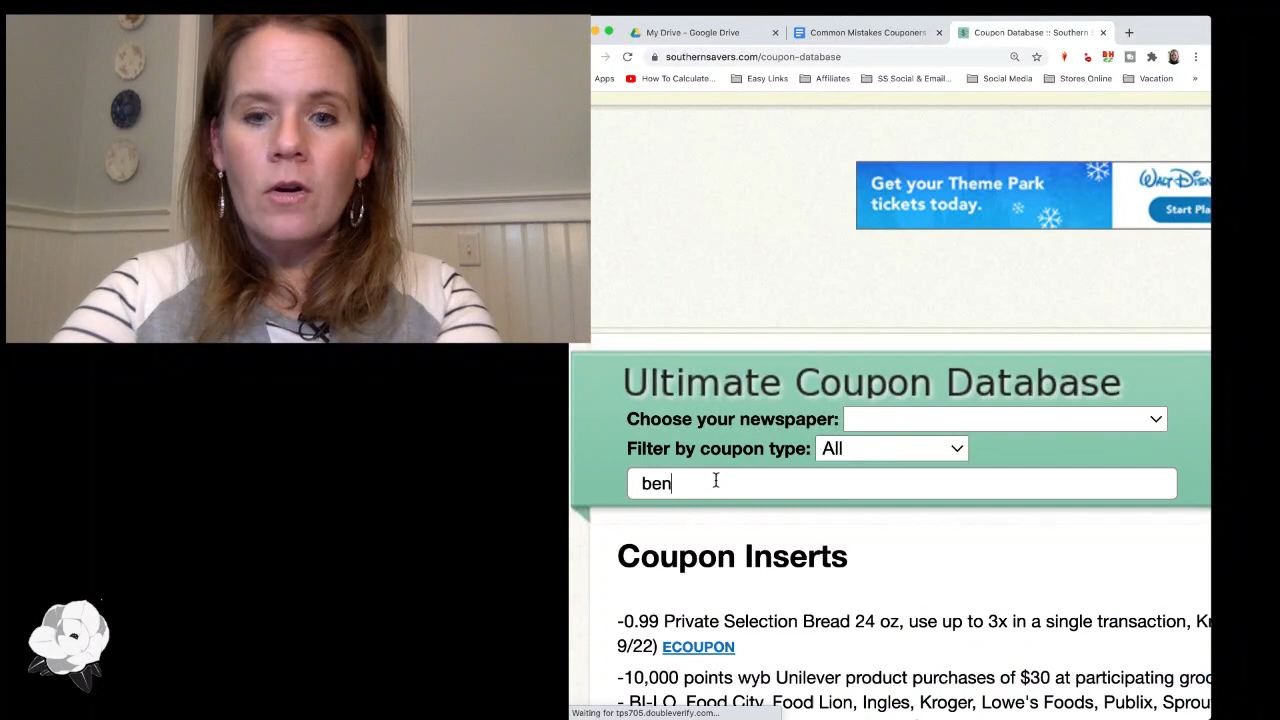 My Drive - Google Drive
Common Mistakes Couponers
Coupon Database :: Southern
southernsavers.com/coupon-database
Apps
How To Calculate...
Easy Links
Affiliates
SS Social & Email...
Social Media
Stores Online
Vacation
»
Get your Theme Park
tickets today.
WALT DISN
Start Pla
Ultimate Coupon Database
Choose your newspaper:
Filter by coupon type: All
ben
Coupon Inserts
-0.99 Private Selection Bread 24 oz, use up to 3x in a single transaction, Kr
9/22) ECOUPON
-10,000 points wyb Unilever product purchases of $30 at participating groc
- BI-LO, Food City, Food Lion, Ingles, Kroger, Lowe's Foods, Publix, Sprou
Waiting for tps705.doubleverify.com...